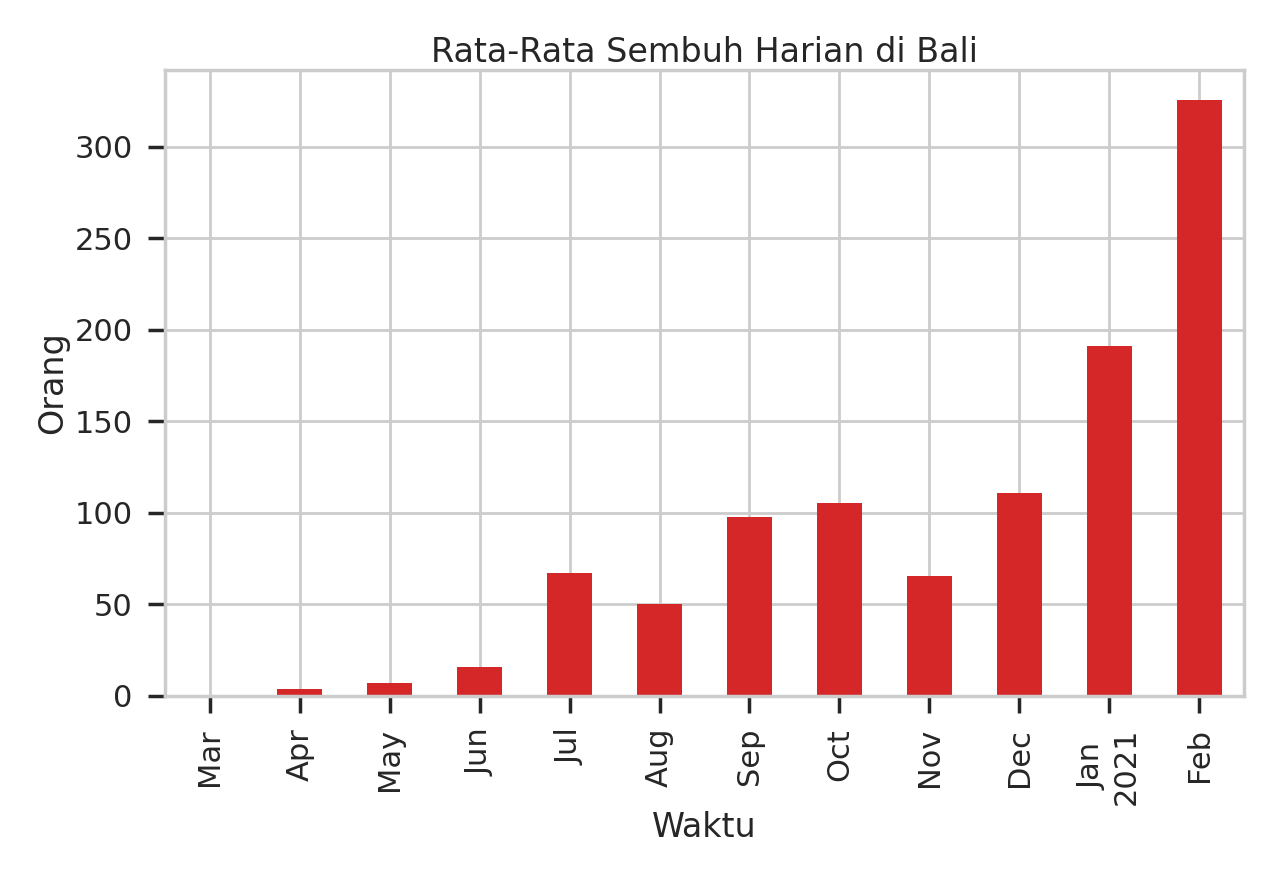 Rata-Rata Sembuh Harian di Bali
Orang
300
250
200
150
100
50
0
Mar
Apr
May
Jun
Jul
Aug
Sep
Oct
Nov
Dec
Jan
2021
Feb
Waktu